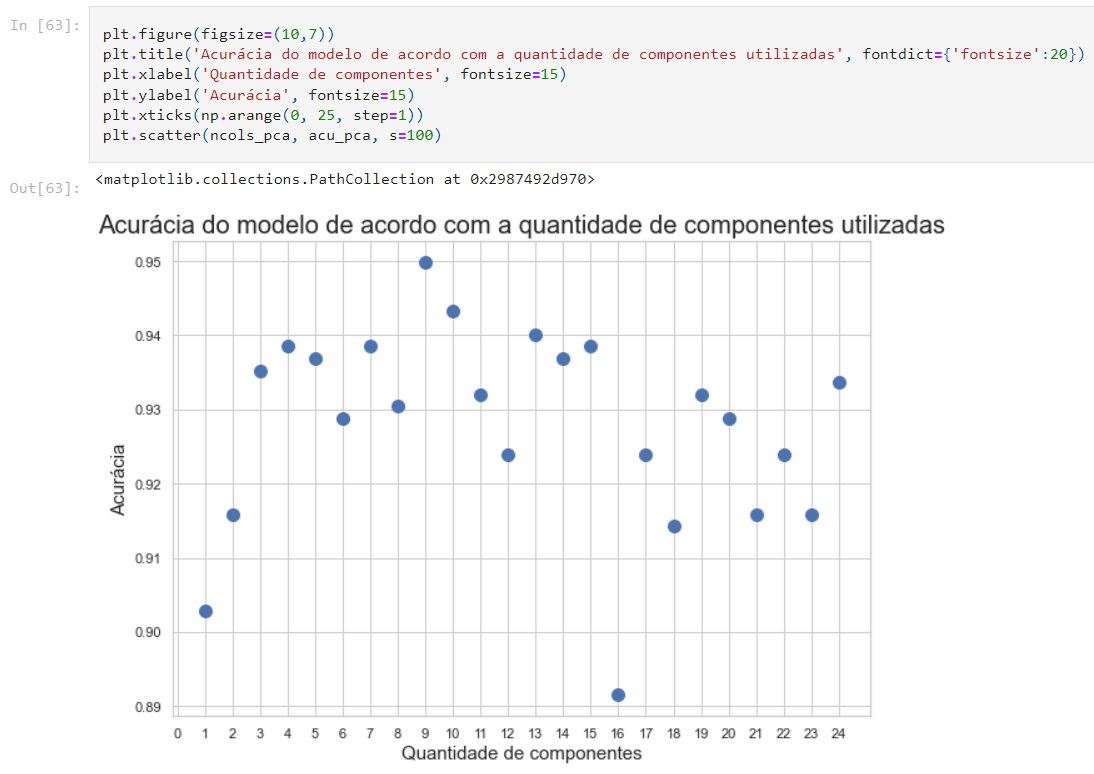 In [63]:
plt.figure(figsize=(10,7))
plt.title('Acurácia do modelo de acordo com a quantidade de componentes utilizadas', fontdict={'fontsize':20})
plt.xlabel('Quantidade de componentes', fontsize=15)
plt.ylabel('Acurácia', fontsize=15)
plt.xticks(np.arange(0, 25, step=1))
plt.scatter(ncols_pca, acu_pca, s=100)
Out[63]:
<matplotlib.collections.PathCollection at 0x2987492d970>
Acurácia do modelo de acordo com a quantidade de componentes utilizadas
0.95
0.94
0.93
0.92
0.91
0.90
0.89
Acurácia
0 1 2 3 4 5 6 7 8 9 10 11 12 13 14 15 16 17 18 19 20 21 22 23 24
Quantidade de componentes